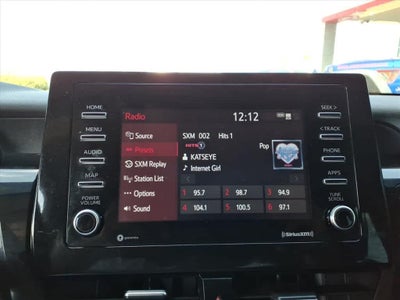 HOME
MENU
AUDIO
MAP
POWER
VOLUME
Radio
12:12
Source
Presets
SXM Replay
Station List
Options
Sound
SXM 002 Hits 1
HITS1
Pop
KATSEYE
Internet Girl
1 95.7
2 98.7
3 94.9
4 104.1
5 100.5
6 97.1
SEEK >
< TRACK
PHONE
APPS
TUNE
SCROLL
SiriusXM